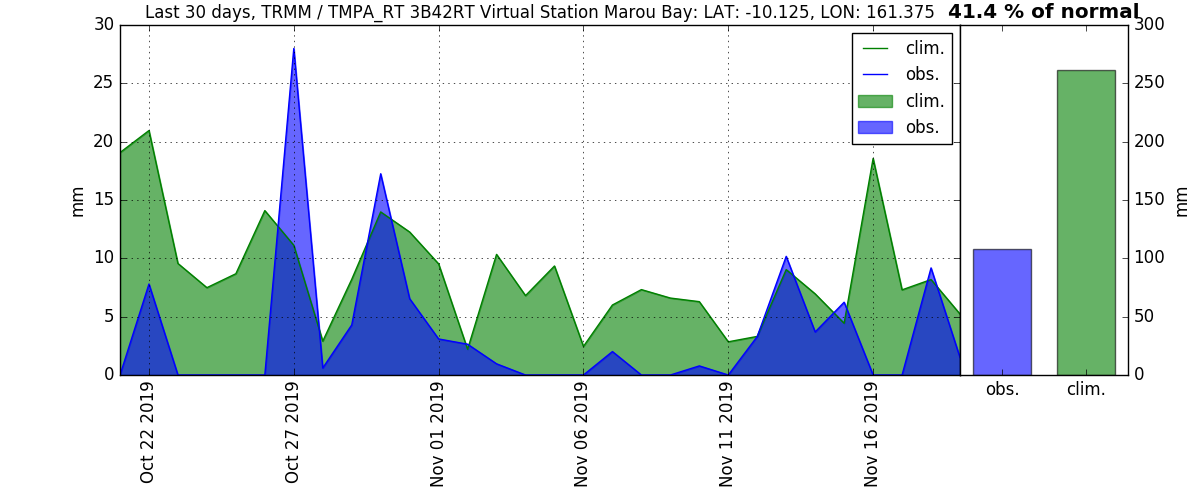 Last 30 days, TRMM / TMPA_RT 3B42RT Virtual Station Marou Bay: LAT: -10.125, LON: 161.375
41.4 % of normal
30
25
20
15
10
5
0
mm
clim.
obs.
clim.
obs.
300
250
200
150
100
50
0
mm
obs.
clim.
Oct 22 2019
Oct 27 2019
Nov 01 2019
Nov 06 2019
Nov 11 2019
Nov 16 2019